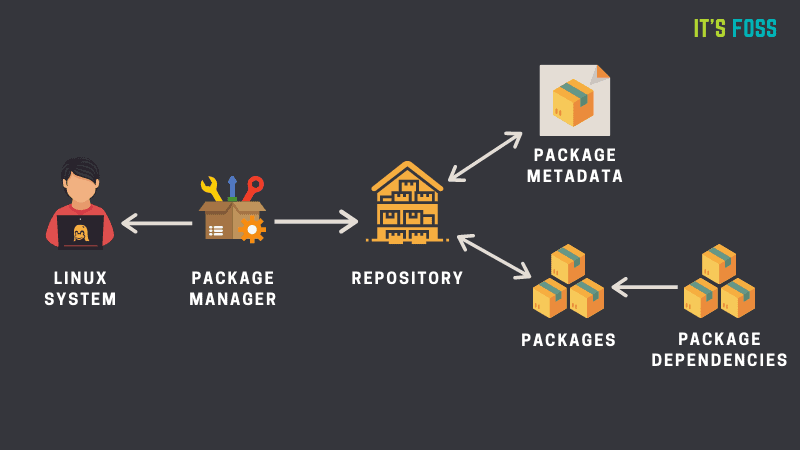 IT'S FOSS
PACKAGE
METADATA
LINUX
SYSTEM
PACKAGE
MANAGER
REPOSITORY
PACKAGES
PACKAGE
DEPENDENCIES